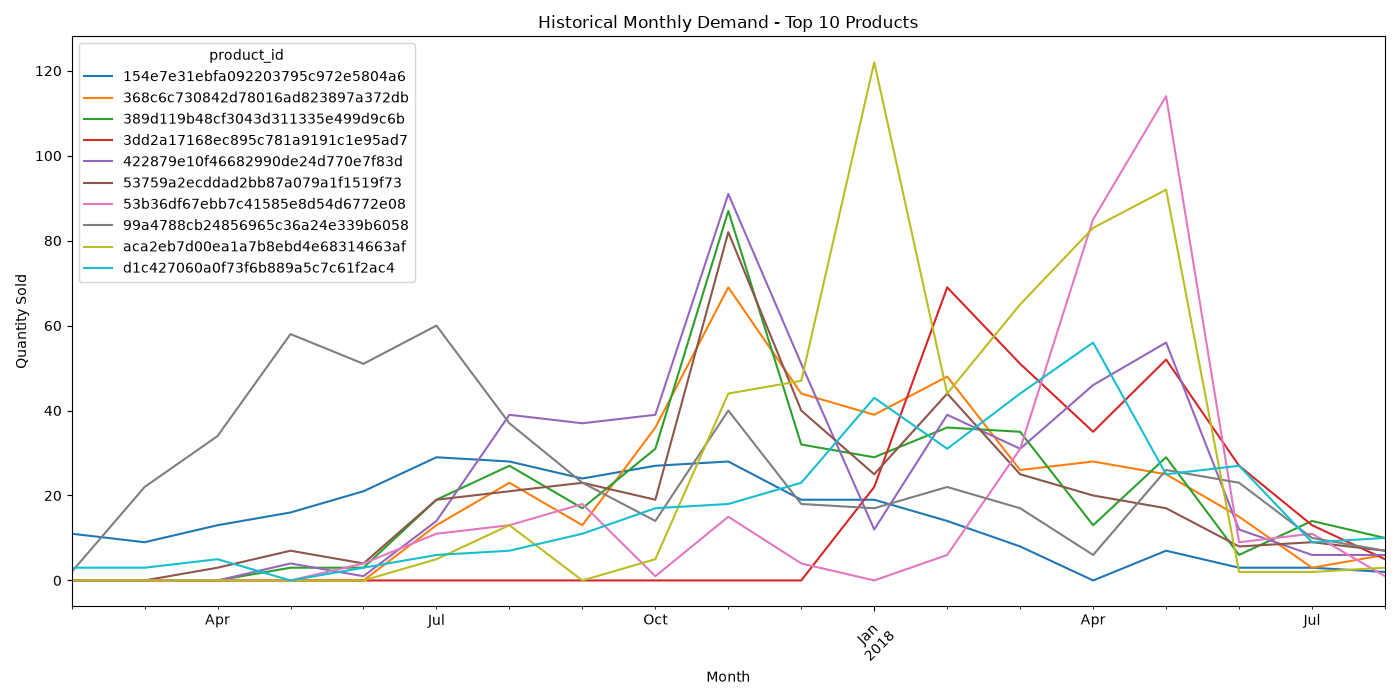 Historical Monthly Demand - Top 10 Products
product_id
154e7e31ebfa092203795c972e5804a6
368c6c730842d78016ad823897a372db
389d119b48cf3043d311335e499d9c6b
3dd2a17168ec895c781a9191c1e95ad7
422879e10f46682990de24d770e7f83d
53759a2ecddad2bb87a079a1f1519f73
53b36df67ebb7c41585e8d54d6772e08
99a4788cb24856965c36a24e339b6058
aca2eb7d00ea1a7b8ebd4e68314663af
d1c427060a0f73f6b889a5c7c61f2ac4
Quantity Sold
120
100
80
60
40
20
0
Apr
Jul
Oct
Jan
2018
Apr
Jul
Month